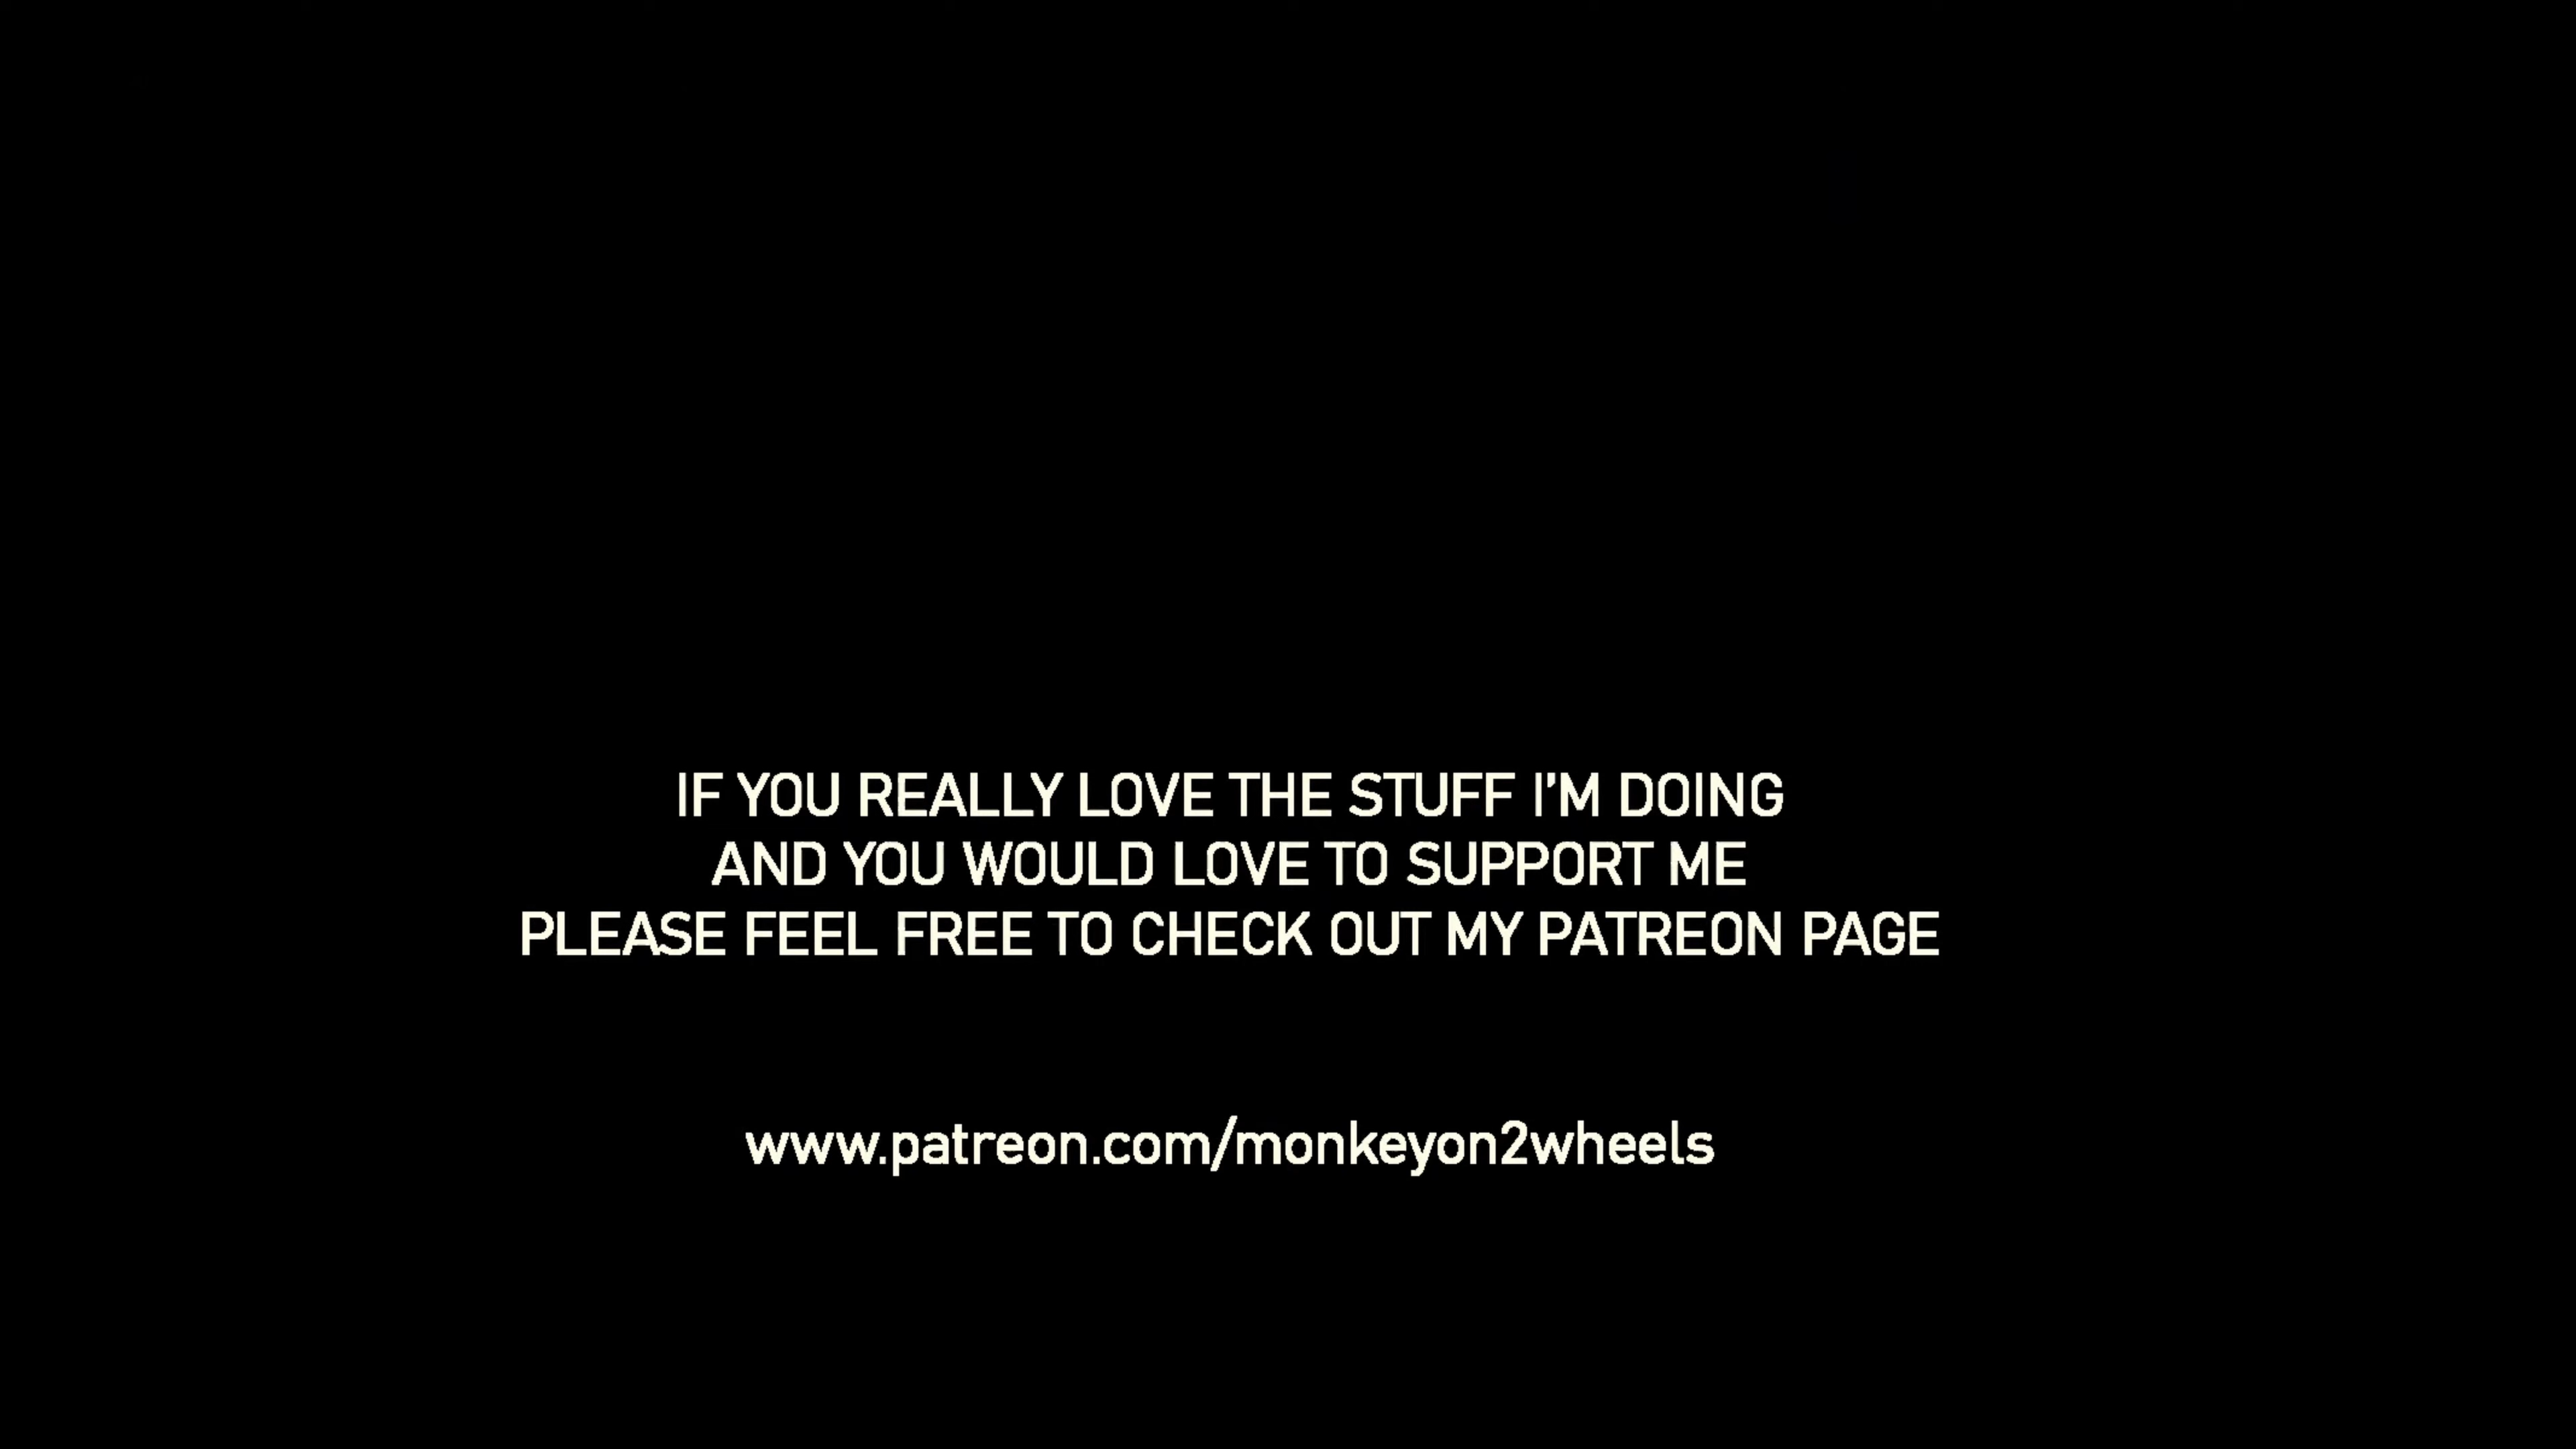 IF YOU REALLY LOVE THE STUFF I'M DOING
AND YOU WOULD LOVE TO SUPPORT ME
PLEASE FEEL FREE TO CHECK OUT MY PATREON PAGE
www.patreon.com/monkeyon2wheels